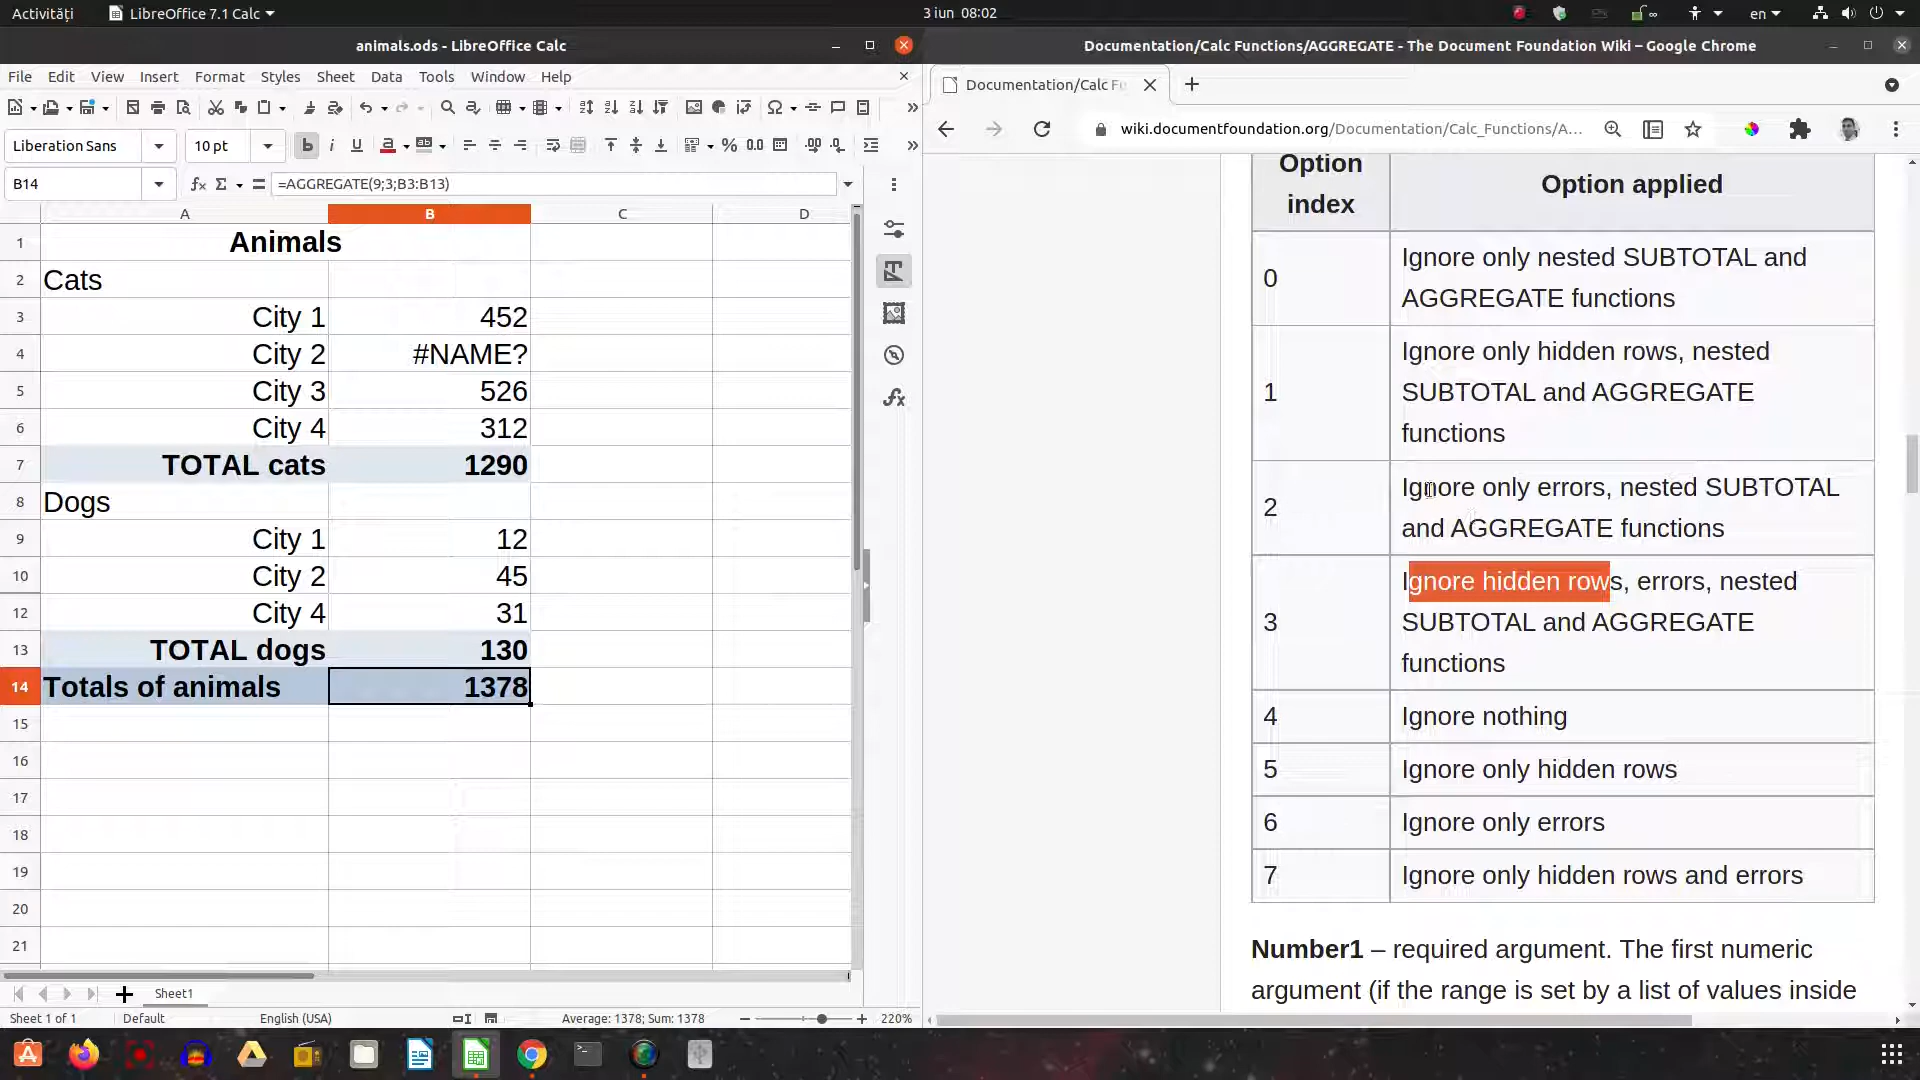 Activități
LibreOffice 7.1 Calc
3 iun 08:02
en
animals.ods - LibreOffice Calc
File Edit View Insert Format Styles Sheet Data Tools Window Help
Liberation Sans
10 pt
B14
=AGGREGATE(9;3;B3:B13)
A B C D
1 Animals
2 Cats
3 City 1 452
4 City 2 #NAME?
5 City 3 526
6 City 4 312
7 TOTAL cats 1290
8 Dogs
9 City 1 12
10 City 2 45
12 City 4 31
13 TOTAL dogs 130
14 Totals of animals 1378
15
16
17
18
19
20
21
Sheet1
Sheet 1 of 1 Default English (USA) Average: 1378; Sum: 1378 220%
Documentation/Calc Functions/AGGREGATE - The Document Foundation Wiki – Google Chrome
Documentation/Calc Fu
wiki.documentfoundation.org/Documentation/Calc_Functions/A...
Option
index
Option applied
0
Ignore only nested SUBTOTAL and
AGGREGATE functions
1
Ignore only hidden rows, nested
SUBTOTAL and AGGREGATE
functions
2
Ignore only errors, nested SUBTOTAL
and AGGREGATE functions
3
Ignore hidden rows, errors, nested
SUBTOTAL and AGGREGATE
functions
4 Ignore nothing
5 Ignore only hidden rows
6 Ignore only errors
7 Ignore only hidden rows and errors
Number1 – required argument. The first numeric
argument (if the range is set by a list of values inside